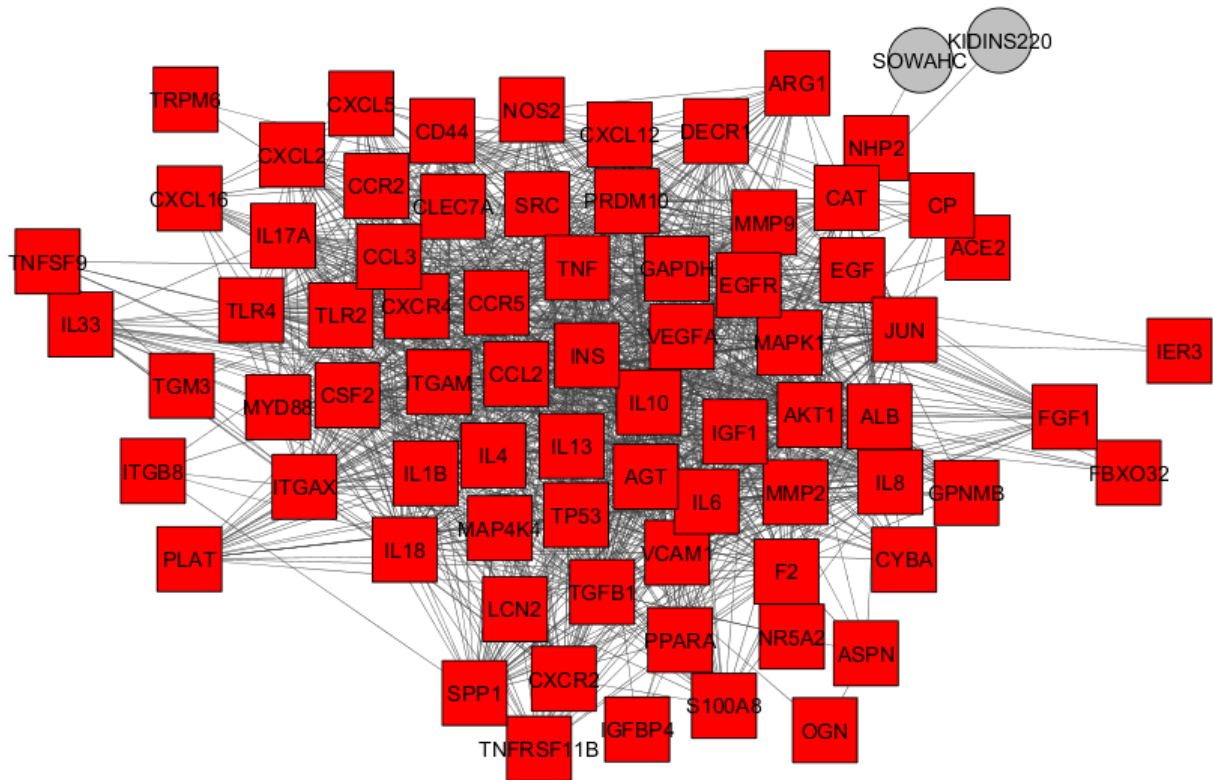 KIDINS220
SOWAHC
TRPM6
CXCL5
NOS2
ARG1
CD44
CXCL12
DECR1
CXCL2
NHP2
CCR2
CXCL16
CLEC7A
SRC
PRDM10
CAT
CP
IL17A
MMP9
ACE2
TNFSF9
CCL3
TNF
GAPDH
EGFR
EGF
IL33
TLR4
TLR2
CXCR4
CCR5
VEGFA
MAPK1
JUN
IER3
TGM3
MYD88
CSF2
ITGAM
CCL2
INS
IL10
IGF1
AKT1
ALB
FGF1
ITGB8
ITGAX
IL1B
IL4
IL13
AGT
IL6
MMP2
IL8
GPNMB
FBXO32
PLAT
IL18
MAP4K4
TP53
VCAM1
F2
CYBA
LCN2
TGFB1
PPARA
NR5A2
ASPN
SPP1
CXCR2
S100A8
IGFBP4
OGN
TNFRSF11B